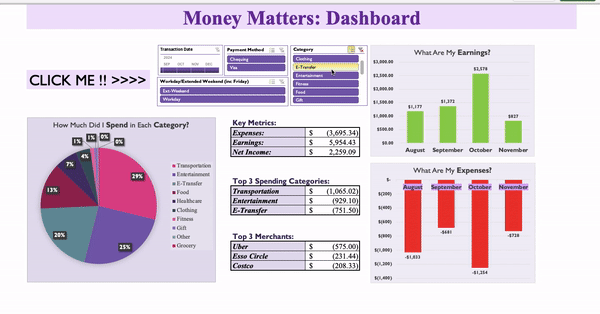 Money Matters: Dashboard
CLICK ME !! >>>>
Transaction Date
2024
SEP OCT NOV DEC
Payment Method
Chequing
Visa
Workday/Extended Weekend (inc Friday)
Ext-Weekend
Workday
Category
Clothing
E-Transfer
Entertainment
Fitness
Food
Gift
What Are My Earnings?
$3,000.00
$2,500.00
$2,000.00
$1,500.00
$1,000.00
$500.00
$0.00
$1,177
$1,372
$2,578
$827
August September October November
How Much Did I Spend in Each Category?
29%
25%
20%
13%
7%
4%
1%
1%
0%
0%
Transportation
Entertainment
E-Transfer
Food
Healthcare
Clothing
Fitness
Gift
Other
Grocery
Key Metrics:
Expenses: $ (3,695.34)
Earnings: $ 5,954.43
Net Income: $ 2,259.09
Top 3 Spending Categories:
Transportation $ (1,065.02)
Entertainment $ (929.10)
E-Transfer $ (751.50)
Top 3 Merchants:
Uber $ (575.00)
Esso Circle $ (231.44)
Costco $ (208.33)
What Are My Expenses?
$-
$(200)
$(400)
$(600)
$(800)
$(1,000)
$(1,200)
$(1,400)
August September October November
-$1,033
-$681
-$1,254
-$728